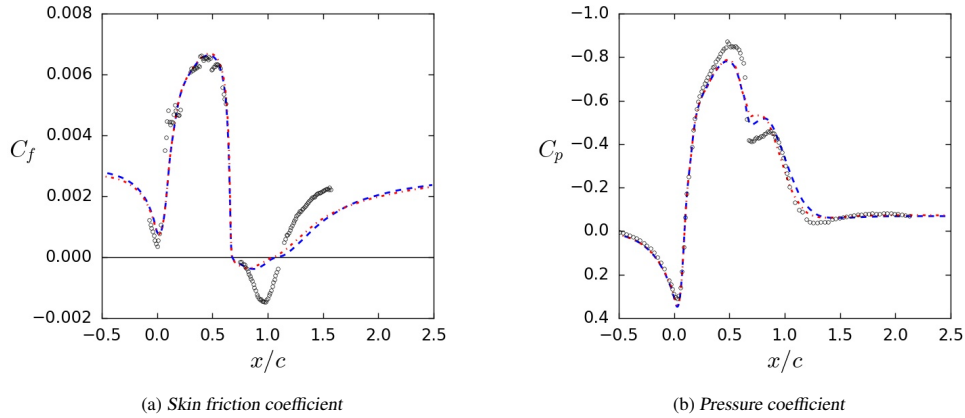 0.008
0.006
0.004
0.002
0.000
−0.002
C_f
−0.5 0.0 0.5 1.0 1.5 2.0 2.5
x/c
(a) Skin friction coefficient
−1.0
−0.8
−0.6
−0.4
−0.2
0.0
0.2
0.4
C_p
−0.5 0.0 0.5 1.0 1.5 2.0 2.5
x/c
(b) Pressure coefficient